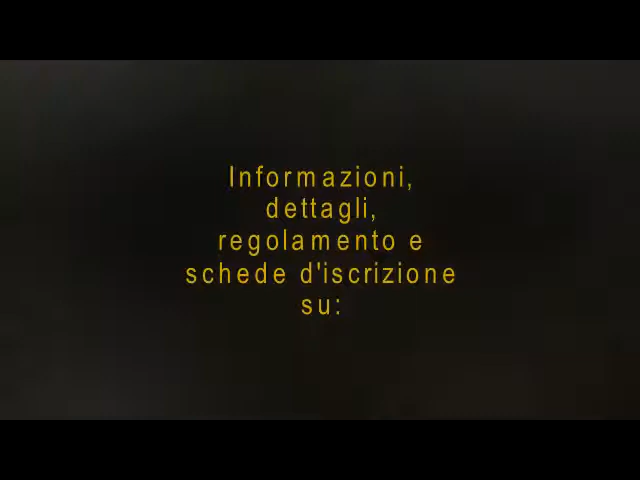 Informazioni,
dettagli,
regolamento e
schede d'iscrizione
su: